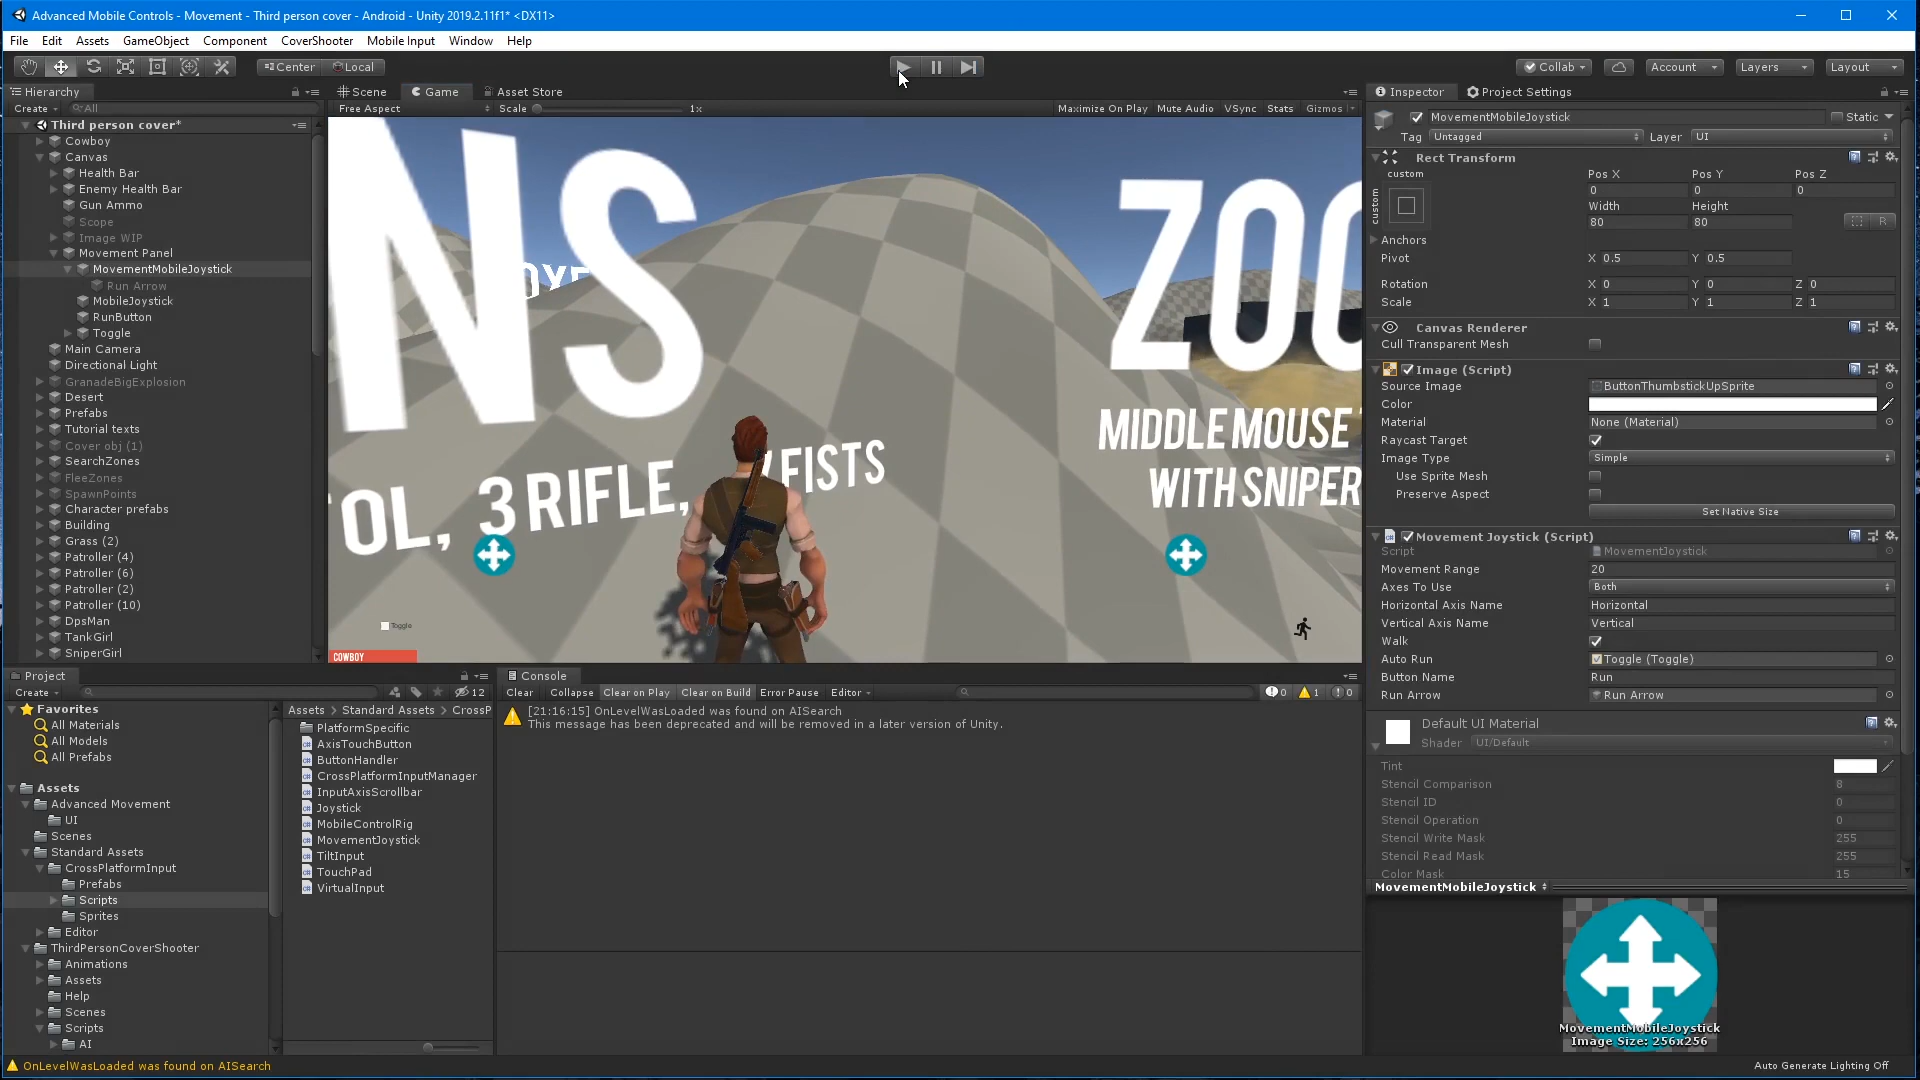 Advanced Mobile Controls - Movement - Third person cover - Android - Unity 2019.2.11f1* <DX11>
File Edit Assets GameObject Component CoverShooter Mobile Input Window Help
Center Local
Collab Account Layers Layout
Hierarchy
Create All
Third person cover*
Cowboy
Canvas
Health Bar
Enemy Health Bar
Gun Ammo
Scope
Image WIP
Movement Panel
MovementMobileJoystick
Run Arrow
MobileJoystick
RunButton
Toggle
Main Camera
Directional Light
GranadeBigExplosion
Desert
Prefabs
Tutorial texts
Cover obj (1)
SearchZones
FleeZones
SpawnPoints
Character prefabs
Building
Grass (2)
Patroller (4)
Patroller (6)
Patroller (2)
Patroller (10)
DpsMan
TankGirl
SniperGirl
Scene Game Asset Store
Free Aspect Scale 1x Maximize On Play Mute Audio VSync Stats Gizmos
NS
ZOO
OL, 3 RIFLE, FISTS
MIDDLE MOUSE
WITH SNIPER
Toggle
COWBOY
Inspector Project Settings
MovementMobileJoystick Static
Tag Untagged Layer UI
Rect Transform
custom Pos X Pos Y Pos Z
custom 0 0 0
Width Height
80 80 R
Anchors
Pivot X 0.5 Y 0.5
Rotation X 0 Y 0 Z 0
Scale X 1 Y 1 Z 1
Canvas Renderer
Cull Transparent Mesh
Image (Script)
Source Image ButtonThumbstickUpSprite
Color
Material None (Material)
Raycast Target
Image Type Simple
Use Sprite Mesh
Preserve Aspect
Set Native Size
Movement Joystick (Script)
Script MovementJoystick
Movement Range 20
Axes To Use Both
Horizontal Axis Name Horizontal
Vertical Axis Name Vertical
Walk
Auto Run Toggle (Toggle)
Button Name Run
Run Arrow Run Arrow
Default UI Material
Shader UI/Default
Tint
Stencil Comparison 8
Stencil ID 0
Stencil Operation 0
Stencil Write Mask 255
Stencil Read Mask 255
Color Mask 15
MovementMobileJoystick
MovementMobileJoystick
Image Size: 256x256
Project
Create 12
Favorites
All Materials
All Models
All Prefabs
Assets
Advanced Movement
UI
Scenes
Standard Assets
CrossPlatformInput
Prefabs
Scripts
Sprites
Editor
ThirdPersonCoverShooter
Animations
Assets
Help
Scenes
Scripts
AI
Assets > Standard Assets > CrossP
PlatformSpecific
AxisTouchButton
ButtonHandler
CrossPlatformInputManager
InputAxisScrollbar
Joystick
MobileControlRig
MovementJoystick
TiltInput
TouchPad
VirtualInput
Console
Clear Collapse Clear on Play Clear on Build Error Pause Editor 0 1 0
[21:16:15] OnLevelWasLoaded was found on AISearch
This message has been deprecated and will be removed in a later version of Unity.
OnLevelWasLoaded was found on AISearch
Auto Generate Lighting Off